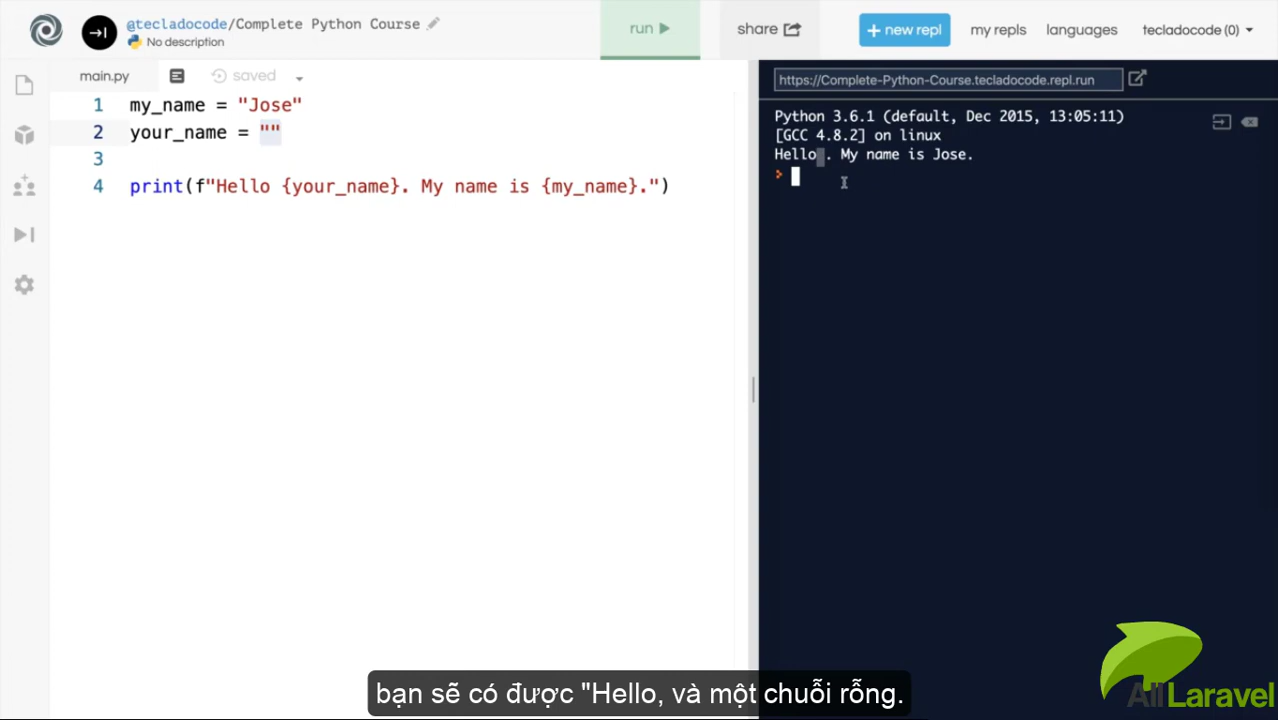 @tecladocode/Complete Python Course
No description
run
share
+ new repl
my repls
languages
tecladocode (0)
main.py
saved
1 my_name = "Jose"
2 your_name = ""
3
4 print(f"Hello {your_name}. My name is {my_name}.")
https://Complete-Python-Course.tecladocode.repl.run
Python 3.6.1 (default, Dec 2015, 13:05:11)
[GCC 4.8.2] on linux
Hello . My name is Jose.
bạn sẽ có được "Hello, và một chuỗi rỗng.
AllLaravel